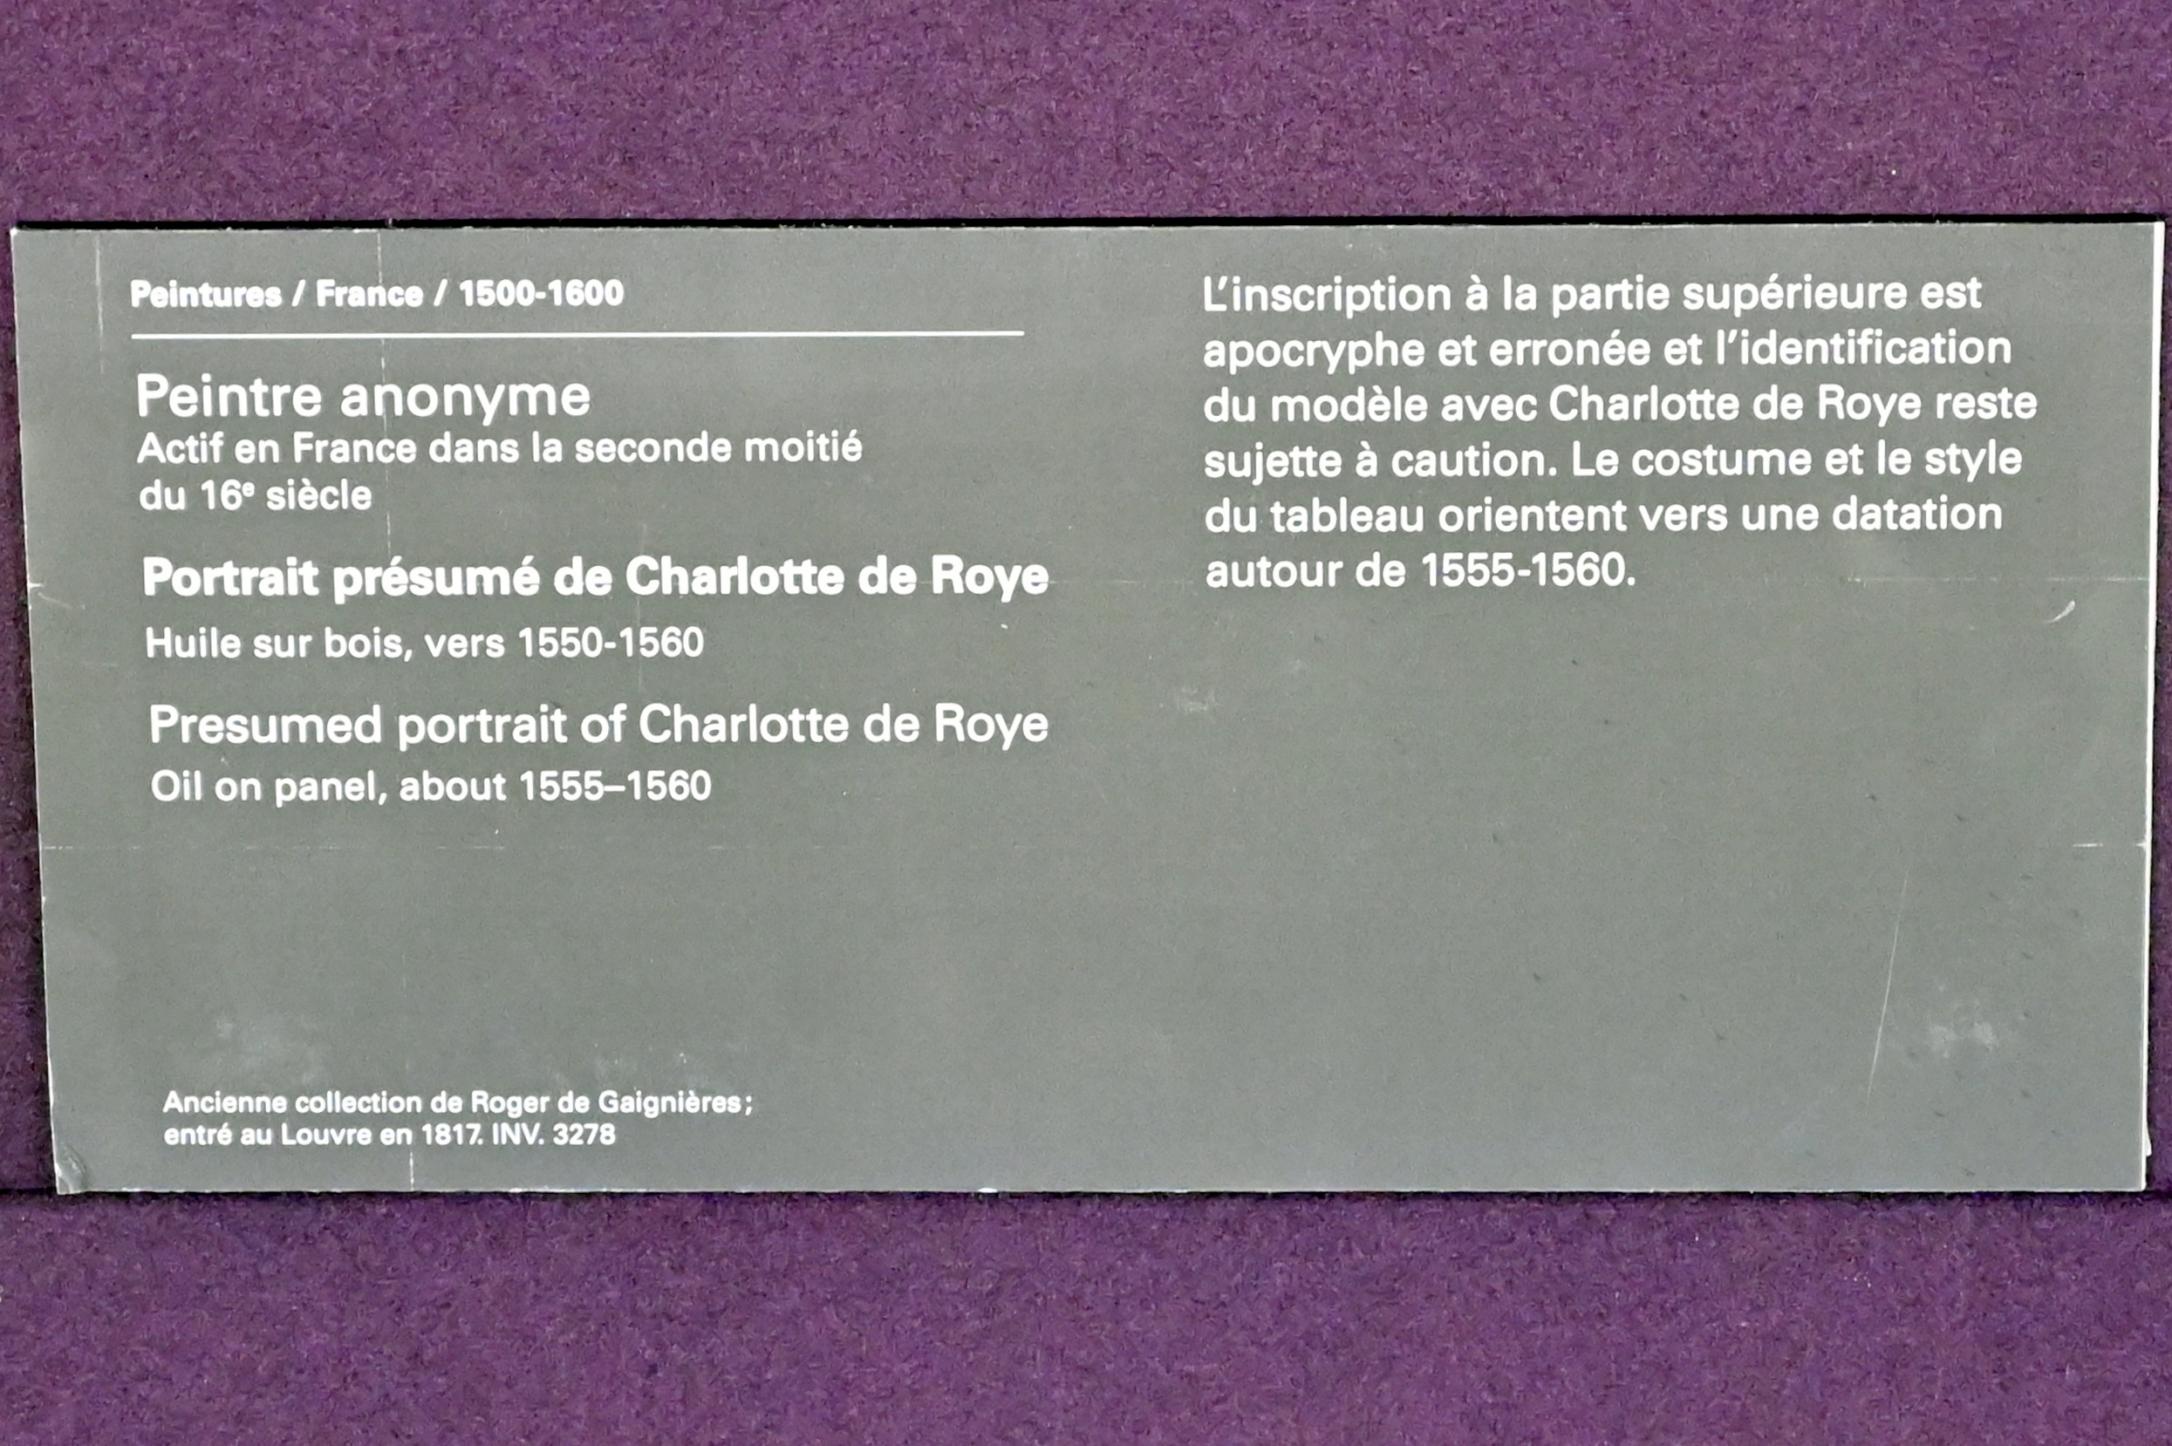 Peintures / France / 1500-1600
Peintre anonyme
Actif en France dans la seconde moitié
du 16e siècle
Portrait présumé de Charlotte de Roye
Huile sur bois, vers 1550-1560
Presumed portrait of Charlotte de Roye
Oil on panel, about 1555–1560
Ancienne collection de Roger de Gaignières;
entré au Louvre en 1817. INV. 3278
L'inscription à la partie supérieure est
apocryphe et erronée et l'identification
du modèle avec Charlotte de Roye reste
sujette à caution. Le costume et le style
du tableau orientent vers une datation
autour de 1555-1560.